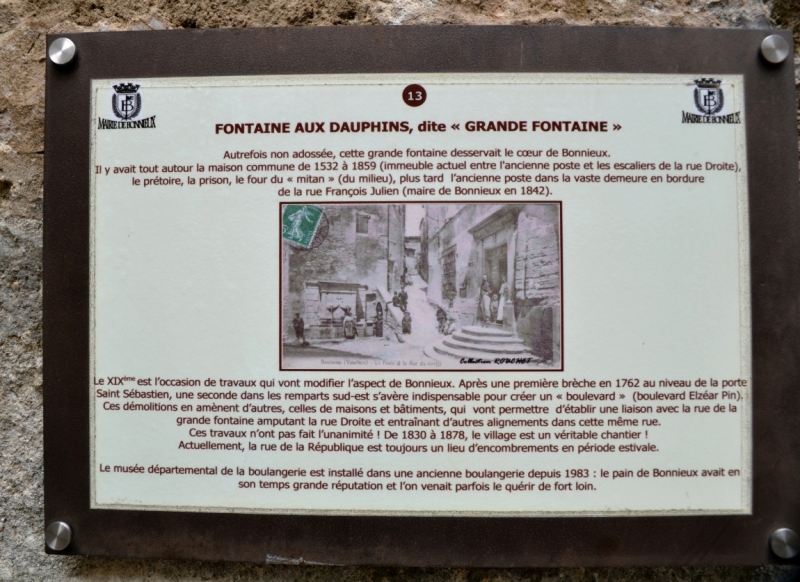 13
MAIRIE DE BONNIEUX
MAIRIE DE BONNIEUX
FONTAINE AUX DAUPHINS, dite « GRANDE FONTAINE »
Autrefois non adossée, cette grande fontaine desservait le cœur de Bonnieux.
Il y avait tout autour la maison commune de 1532 à 1859 (immeuble actuel entre l'ancienne poste et les escaliers de la rue Droite),
le prétoire, la prison, le four du « mitan » (du milieu), plus tard l'ancienne poste dans la vaste demeure en bordure
de la rue François Julien (maire de Bonnieux en 1842).
Collection ROUCHET
Le XIXème est l'occasion de travaux qui vont modifier l'aspect de Bonnieux. Après une première brèche en 1762 au niveau de la porte
Saint Sébastien, une seconde dans les remparts sud-est s'avère indispensable pour créer un « boulevard » (boulevard Elzéar Pin).
Ces démolitions en amènent d'autres, celles de maisons et bâtiments, qui vont permettre d'établir une liaison avec la rue de la
grande fontaine amputant la rue Droite et entraînant d'autres alignements dans cette même rue.
Ces travaux n'ont pas fait l'unanimité ! De 1830 à 1878, le village est un véritable chantier !
Actuellement, la rue de la République est toujours un lieu d'encombrements en période estivale.
Le musée départemental de la boulangerie est installé dans une ancienne boulangerie depuis 1983 : le pain de Bonnieux avait en
son temps grande réputation et l'on venait parfois le quérir de fort loin.